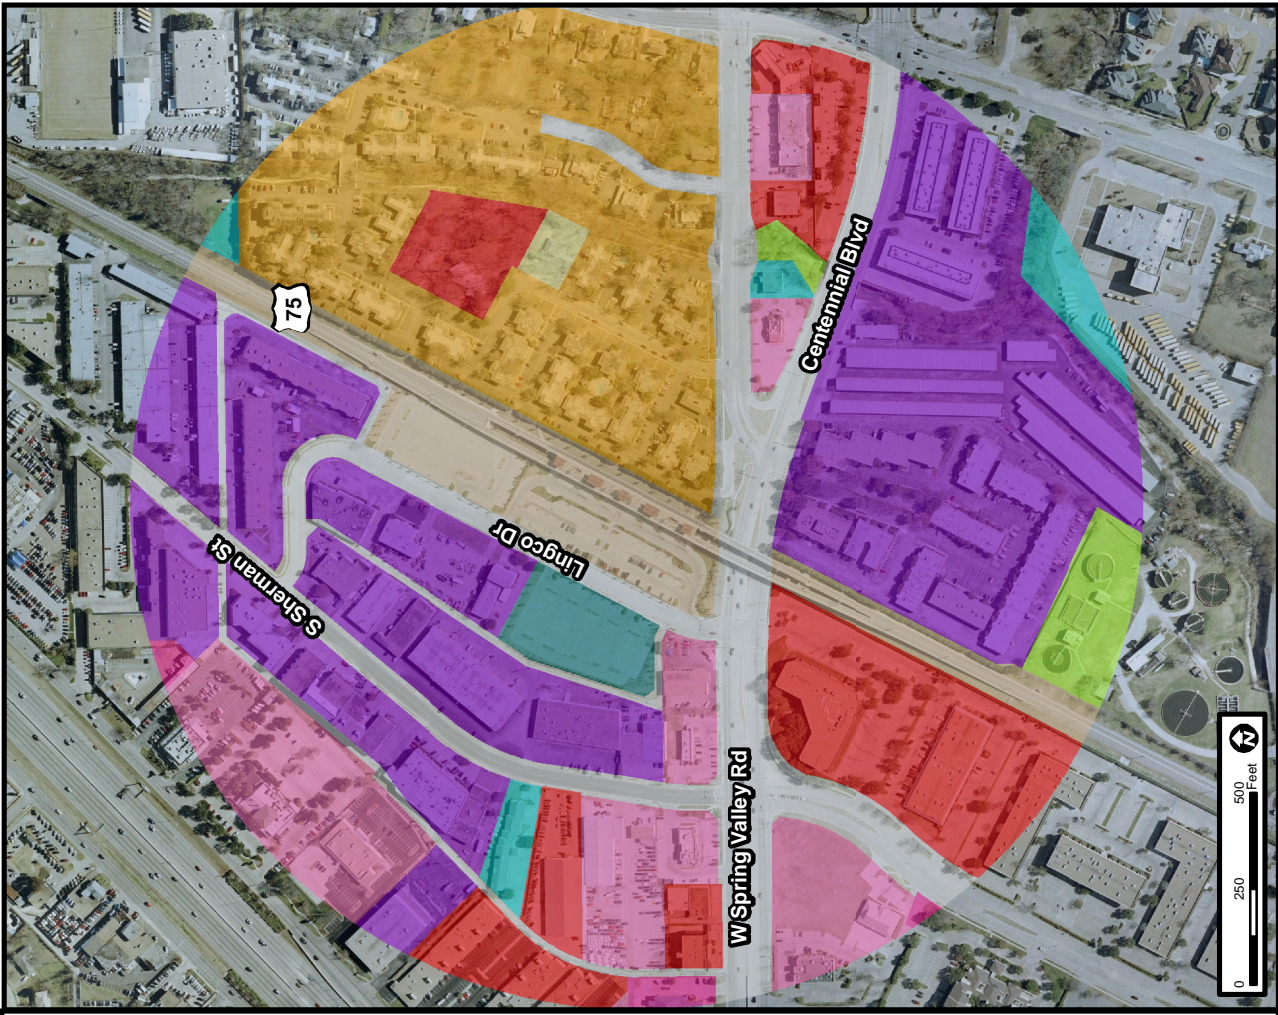 75
Centennial Blvd
Lingco Dr
S Sherman St
W Spring Valley Rd
N
0 250 500
Feet